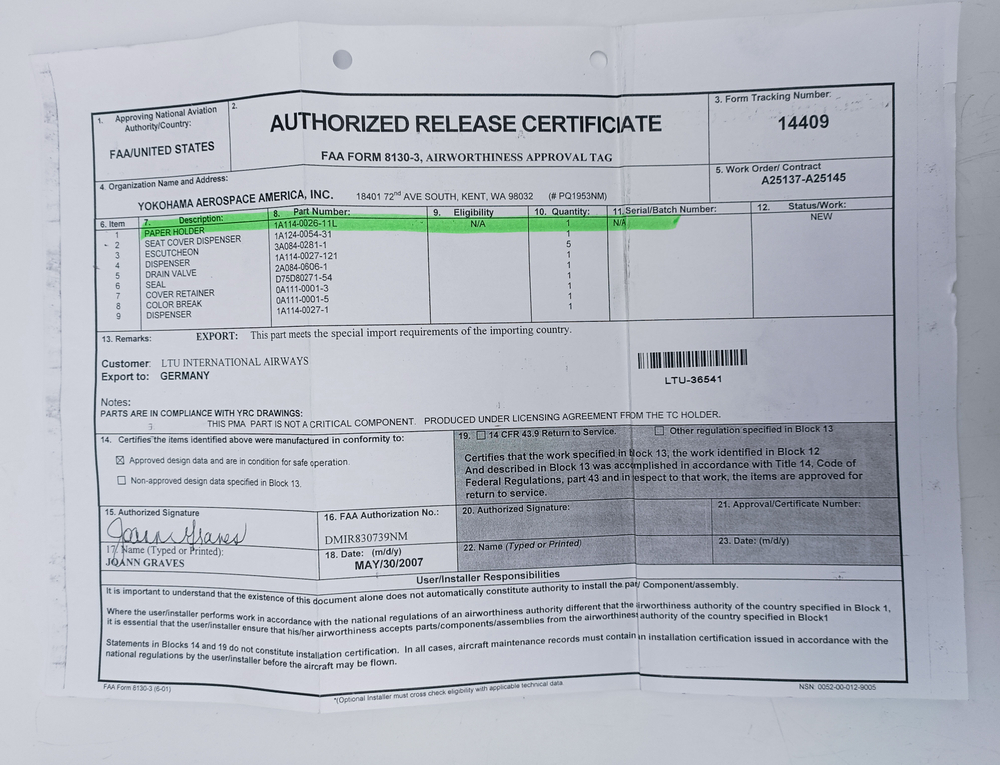 1. Approving National Aviation Authority/Country:
FAA/UNITED STATES
2.
AUTHORIZED RELEASE CERTIFICIATE
FAA FORM 8130-3, AIRWORTHINESS APPROVAL TAG
3. Form Tracking Number:
14409
4. Organization Name and Address:
YOKOHAMA AEROSPACE AMERICA, INC. 18401 72nd AVE SOUTH, KENT, WA 98032 (# PQ1953NM)
5. Work Order/ Contract
A25137-A25145
6. Item 7. Description: 8. Part Number: 9. Eligibility 10. Quantity: 11. Serial/Batch Number: 12. Status/Work:
1 PAPER HOLDER 1A114-0026-11L N/A 1 N/A NEW
2 SEAT COVER DISPENSER 1A124-0054-31 1
3 ESCUTCHEON 3A084-0281-1 5
4 DISPENSER 1A114-0027-121 1
5 DRAIN VALVE 2A084-0606-1 1
6 SEAL D75D80271-54 1
7 COVER RETAINER 0A111-0001-3 1
8 COLOR BREAK 0A111-0001-5 1
9 DISPENSER 1A114-0027-1 1
13. Remarks: EXPORT: This part meets the special import requirements of the importing country.
Customer: LTU INTERNATIONAL AIRWAYS
Export to: GERMANY
LTU-36541
Notes:
PARTS ARE IN COMPLIANCE WITH YRC DRAWINGS:
THIS PMA PART IS NOT A CRITICAL COMPONENT. PRODUCED UNDER LICENSING AGREEMENT FROM THE TC HOLDER.
14. Certifies the items identified above were manufactured in conformity to:
☒ Approved design data and are in condition for safe operation.
☐ Non-approved design data specified in Block 13.
19. ☐ 14 CFR 43.9 Return to Service. ☐ Other regulation specified in Block 13
Certifies that the work specified in block 13, the work identified in Block 12
And described in Block 13 was accomplished in accordance with Title 14, Code of
Federal Regulations, part 43 and in respect to that work, the items are approved for
return to service.
15. Authorized Signature
Joann Graves
16. FAA Authorization No.:
DMIR830739NM
20. Authorized Signature:
21. Approval/Certificate Number:
17. Name (Typed or Printed):
JOANN GRAVES
18. Date: (m/d/y)
MAY/30/2007
22. Name (Typed or Printed)
23. Date: (m/d/y)
User/Installer Responsibilities
It is important to understand that the existence of this document alone does not automatically constitute authority to install the part/ Component/assembly.
Where the user/installer performs work in accordance with the national regulations of an airworthiness authority different that the airworthiness authority of the country specified in Block 1,
it is essential that the user/installer ensure that his/her airworthiness accepts parts/components/assemblies from the airworthiness authority of the country specified in Block1
Statements in Blocks 14 and 19 do not constitute installation certification. In all cases, aircraft maintenance records must contain in installation certification issued in accordance with the
national regulations by the user/installer before the aircraft may be flown.
FAA Form 8130-3 (6-01)
*(Optional Installer must cross check eligibility with applicable technical data.
NSN: 0052-00-012-9005